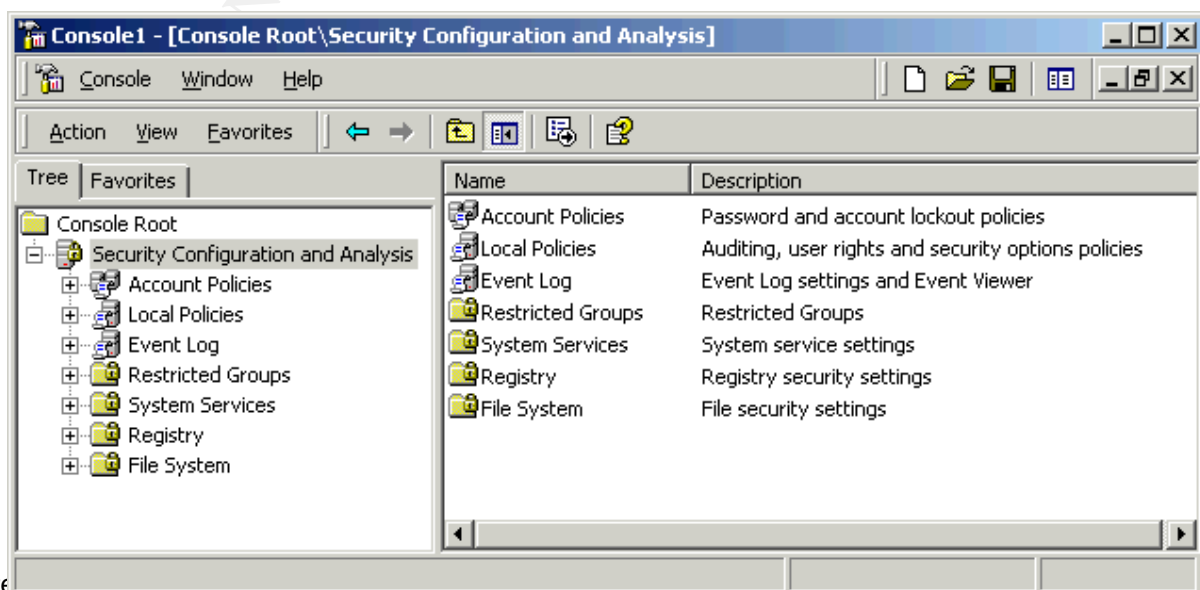 Console1 - [Console Root\Security Configuration and Analysis]
Console Window Help
Action View Favorites
Tree Favorites
Name Description
Console Root
Security Configuration and Analysis
Account Policies
Local Policies
Event Log
Restricted Groups
System Services
Registry
File System
Account Policies Password and account lockout policies
Local Policies Auditing, user rights and security options policies
Event Log Event Log settings and Event Viewer
Restricted Groups Restricted Groups
System Services System service settings
Registry Registry security settings
File System File security settings